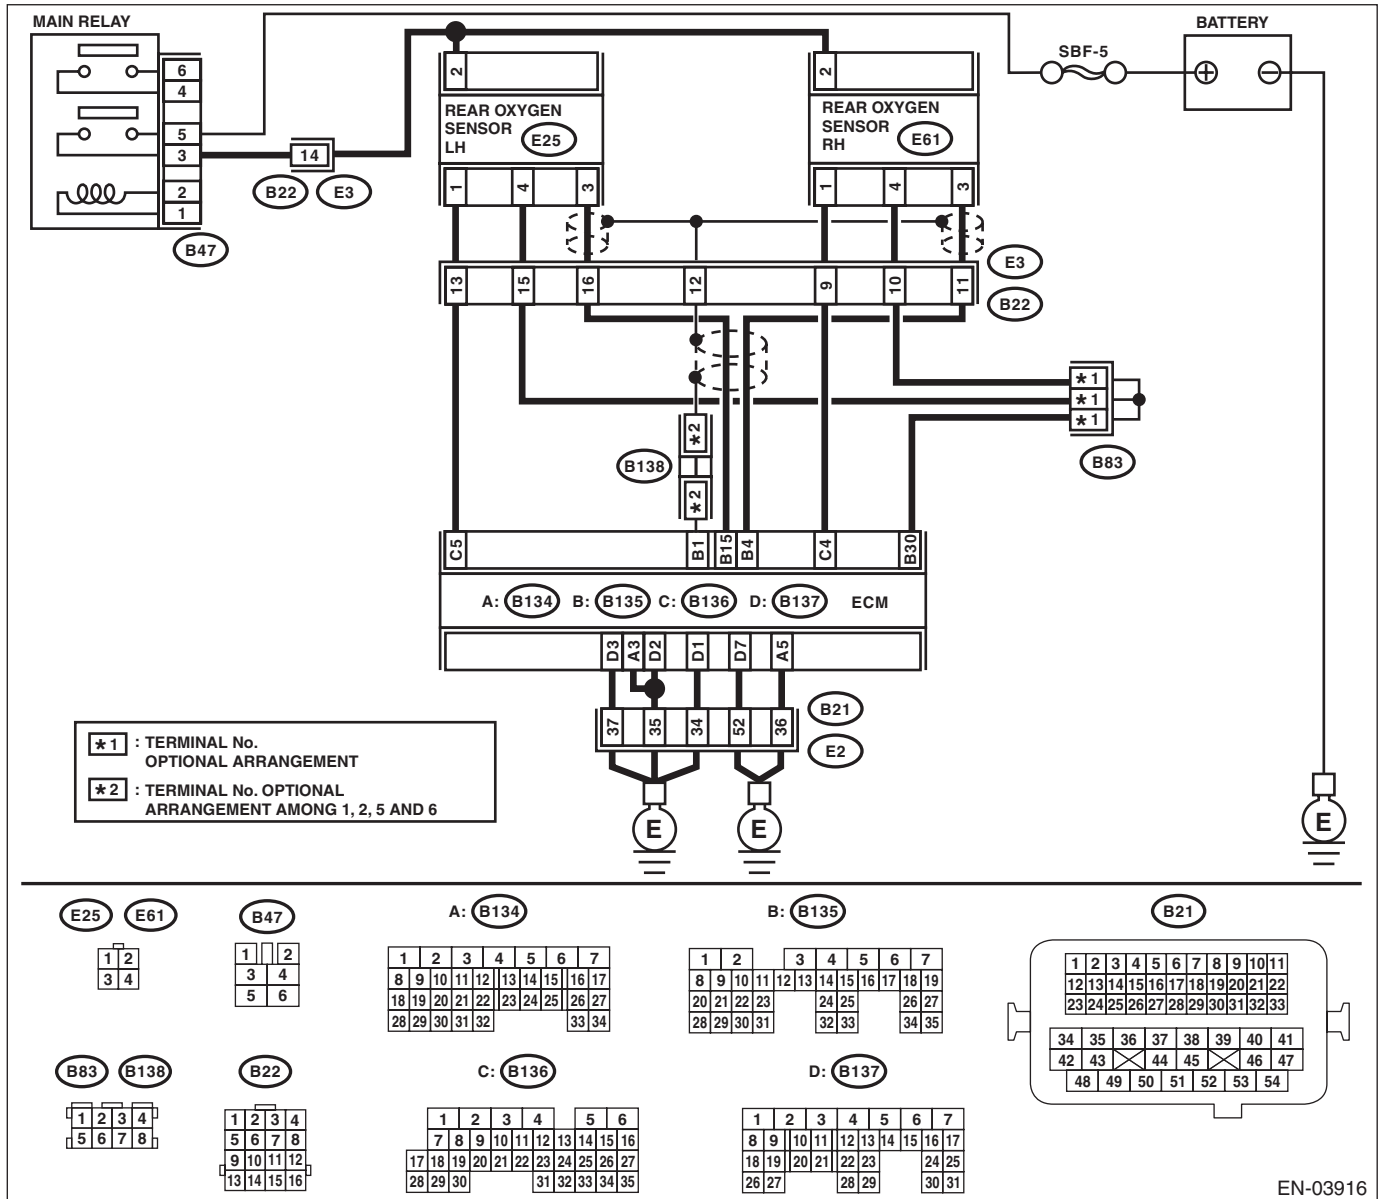 MAIN RELAY
BATTERY
SBF-5
6
4
5
3
2
1
B47
14
B22 E3
2
REAR OXYGEN
SENSOR
LH
E25
1 4 3
2
REAR OXYGEN
SENSOR
RH
E61
1 4 3
13 15 16 12 9 10 11
E3
B22
*1
*1
*1
B83
*2
B138
*2
C5 B1 B15 B4 C4 B30
A: B134 B: B135 C: B136 D: B137 ECM
D3 A3 D2 D1 D7 A5
37 35 34 52 36
B21
E2
E E E
*1 : TERMINAL No.
OPTIONAL ARRANGEMENT
*2 : TERMINAL No. OPTIONAL
ARRANGEMENT AMONG 1, 2, 5 AND 6
E25 E61
1 2
3 4
B47
1 2
3 4
5 6
A: B134
1 2 3 4 5 6 7
8 9 10 11 12 13 14 15 16 17
18 19 20 21 22 23 24 25 26 27
28 29 30 31 32 33 34
B: B135
1 2 3 4 5 6 7
8 9 10 11 12 13 14 15 16 17 18 19
20 21 22 23 24 25 26 27
28 29 30 31 32 33 34 35
B21
1 2 3 4 5 6 7 8 9 10 11
12 13 14 15 16 17 18 19 20 21 22
23 24 25 26 27 28 29 30 31 32 33
34 35 36 37 38 39 40 41
42 43 44 45 46 47
48 49 50 51 52 53 54
B83 B138
1 2 3 4
5 6 7 8
B22
1 2 3 4
5 6 7 8
9 10 11 12
13 14 15 16
C: B136
1 2 3 4 5 6
7 8 9 10 11 12 13 14 15 16
17 18 19 20 21 22 23 24 25 26 27
28 29 30 31 32 33 34 35
D: B137
1 2 3 4 5 6 7
8 9 10 11 12 13 14 15 16 17
18 19 20 21 22 23 24 25
26 27 28 29 30 31
EN-03916